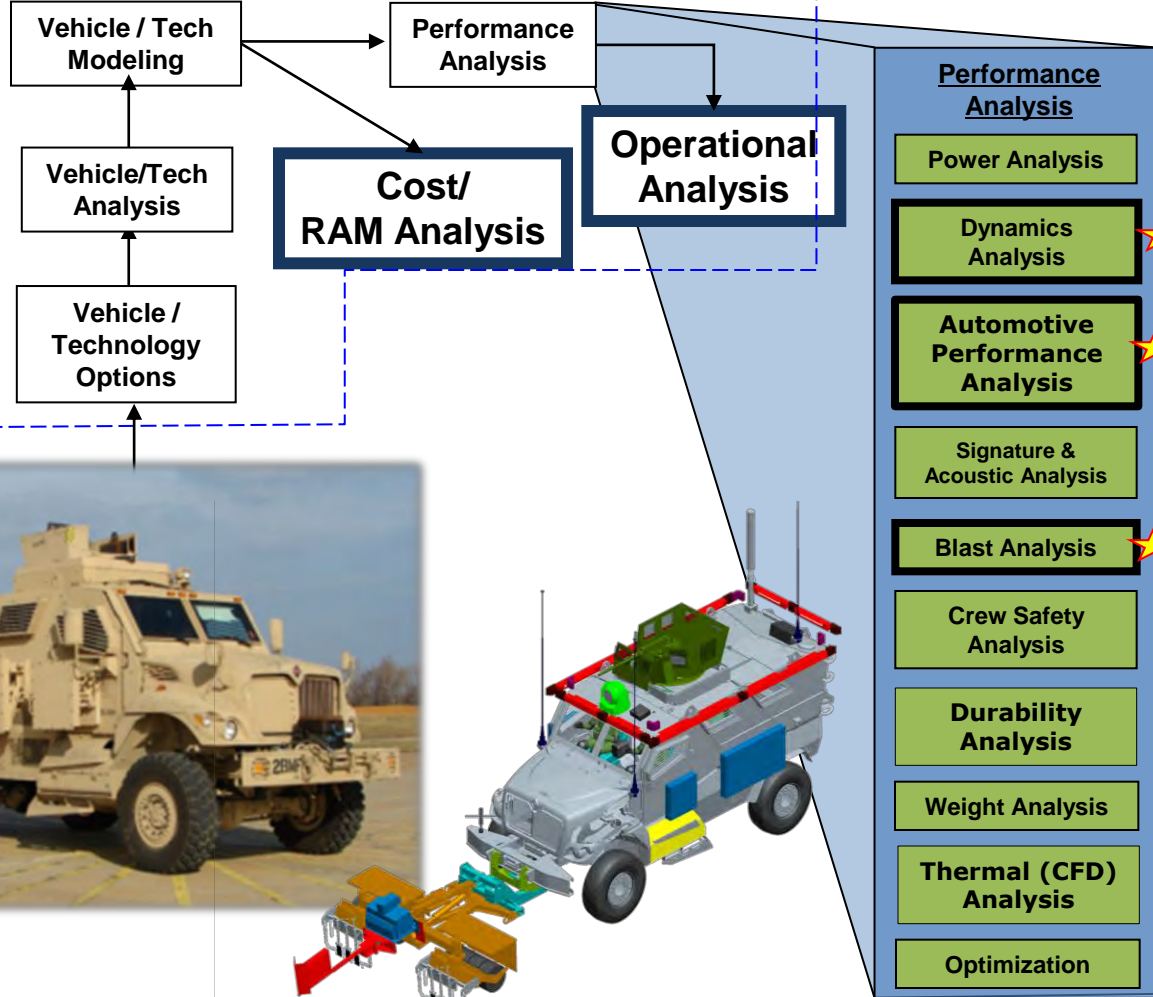 Vehicle / Tech
Modeling
Performance
Analysis
Vehicle/Tech
Analysis
Cost/
RAM Analysis
Operational
Analysis
Vehicle /
Technology
Options
Performance
Analysis
Power Analysis
Dynamics
Analysis
Automotive
Performance
Analysis
Signature &
Acoustic Analysis
Blast Analysis
Crew Safety
Analysis
Durability
Analysis
Weight Analysis
Thermal (CFD)
Analysis
Optimization